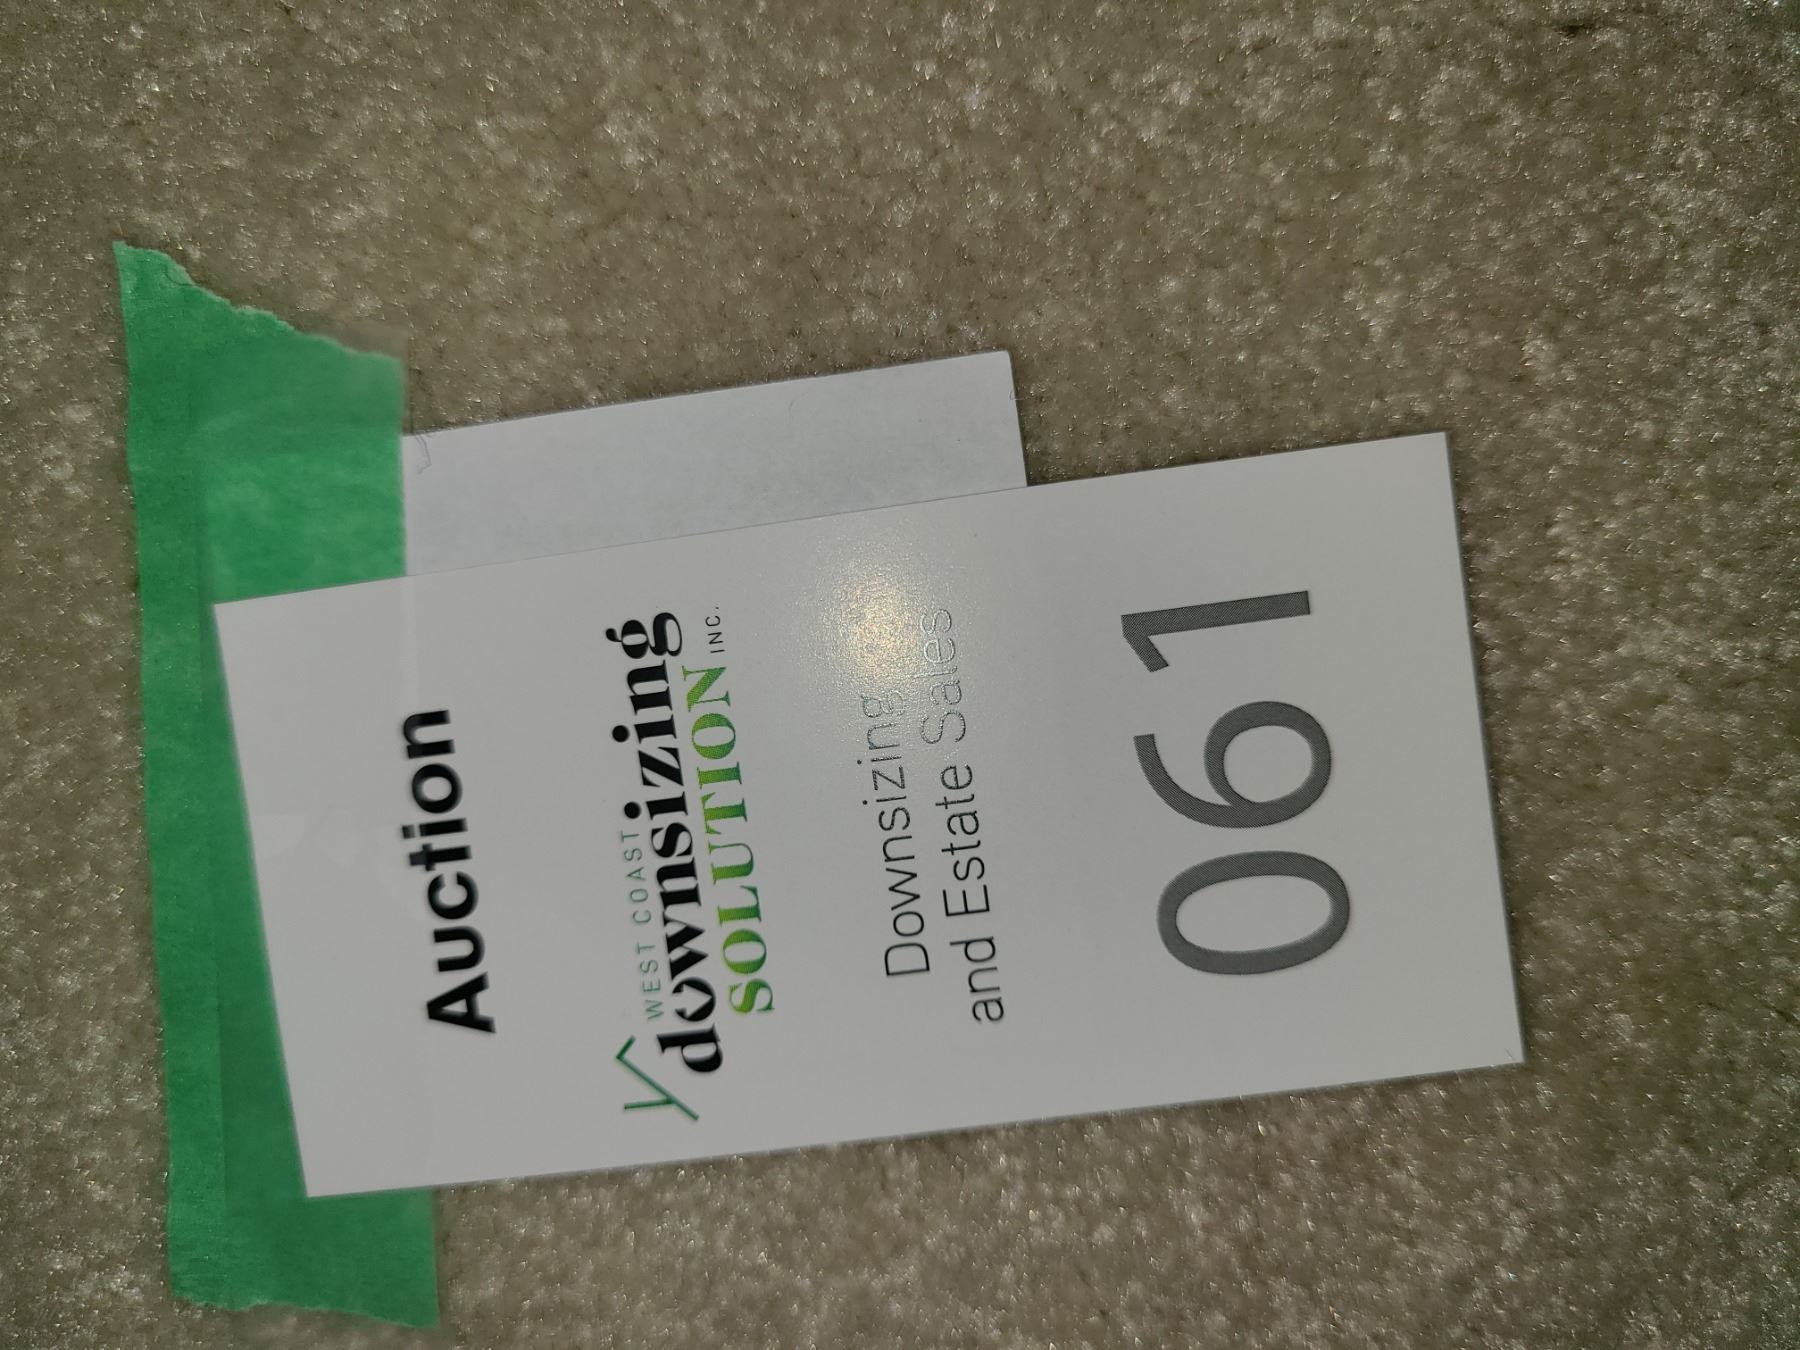 Auction
WEST COAST
downsizing
SOLUTION INC.
Downsizing
and Estate Sales
061